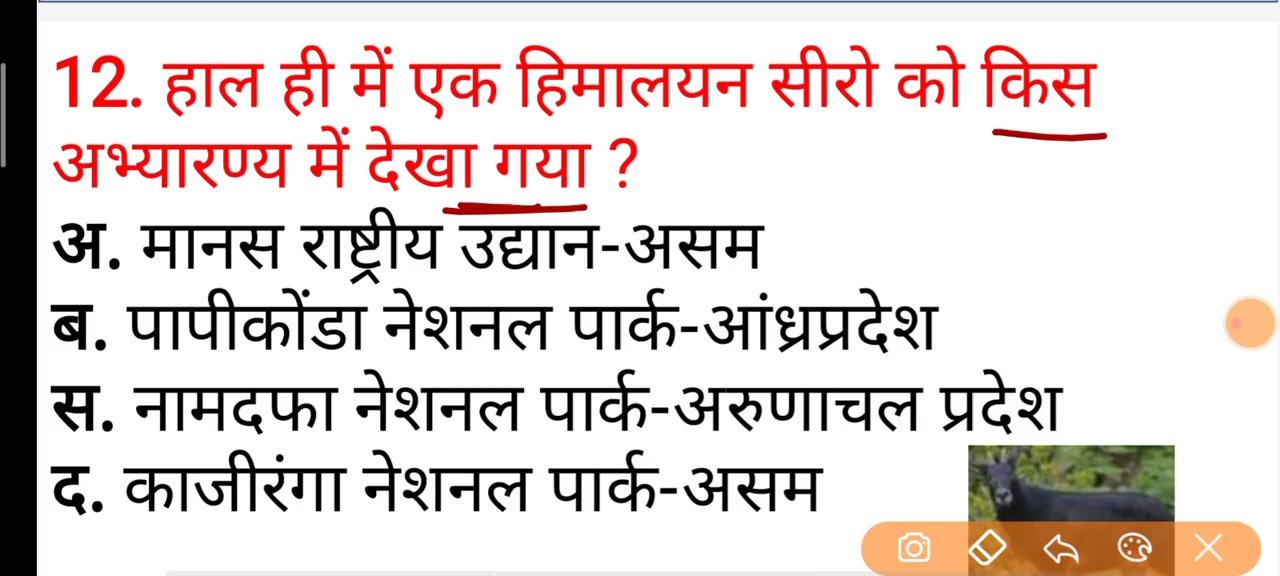 12. हाल ही में एक हिमालयन सीरो को किस
अभ्यारण्य में देखा गया ?
अ. मानस राष्ट्रीय उद्यान-असम
ब. पापीकोंडा नेशनल पार्क-आंध्रप्रदेश
स. नामदफा नेशनल पार्क-अरुणाचल प्रदेश
द. काजीरंगा नेशनल पार्क-असम